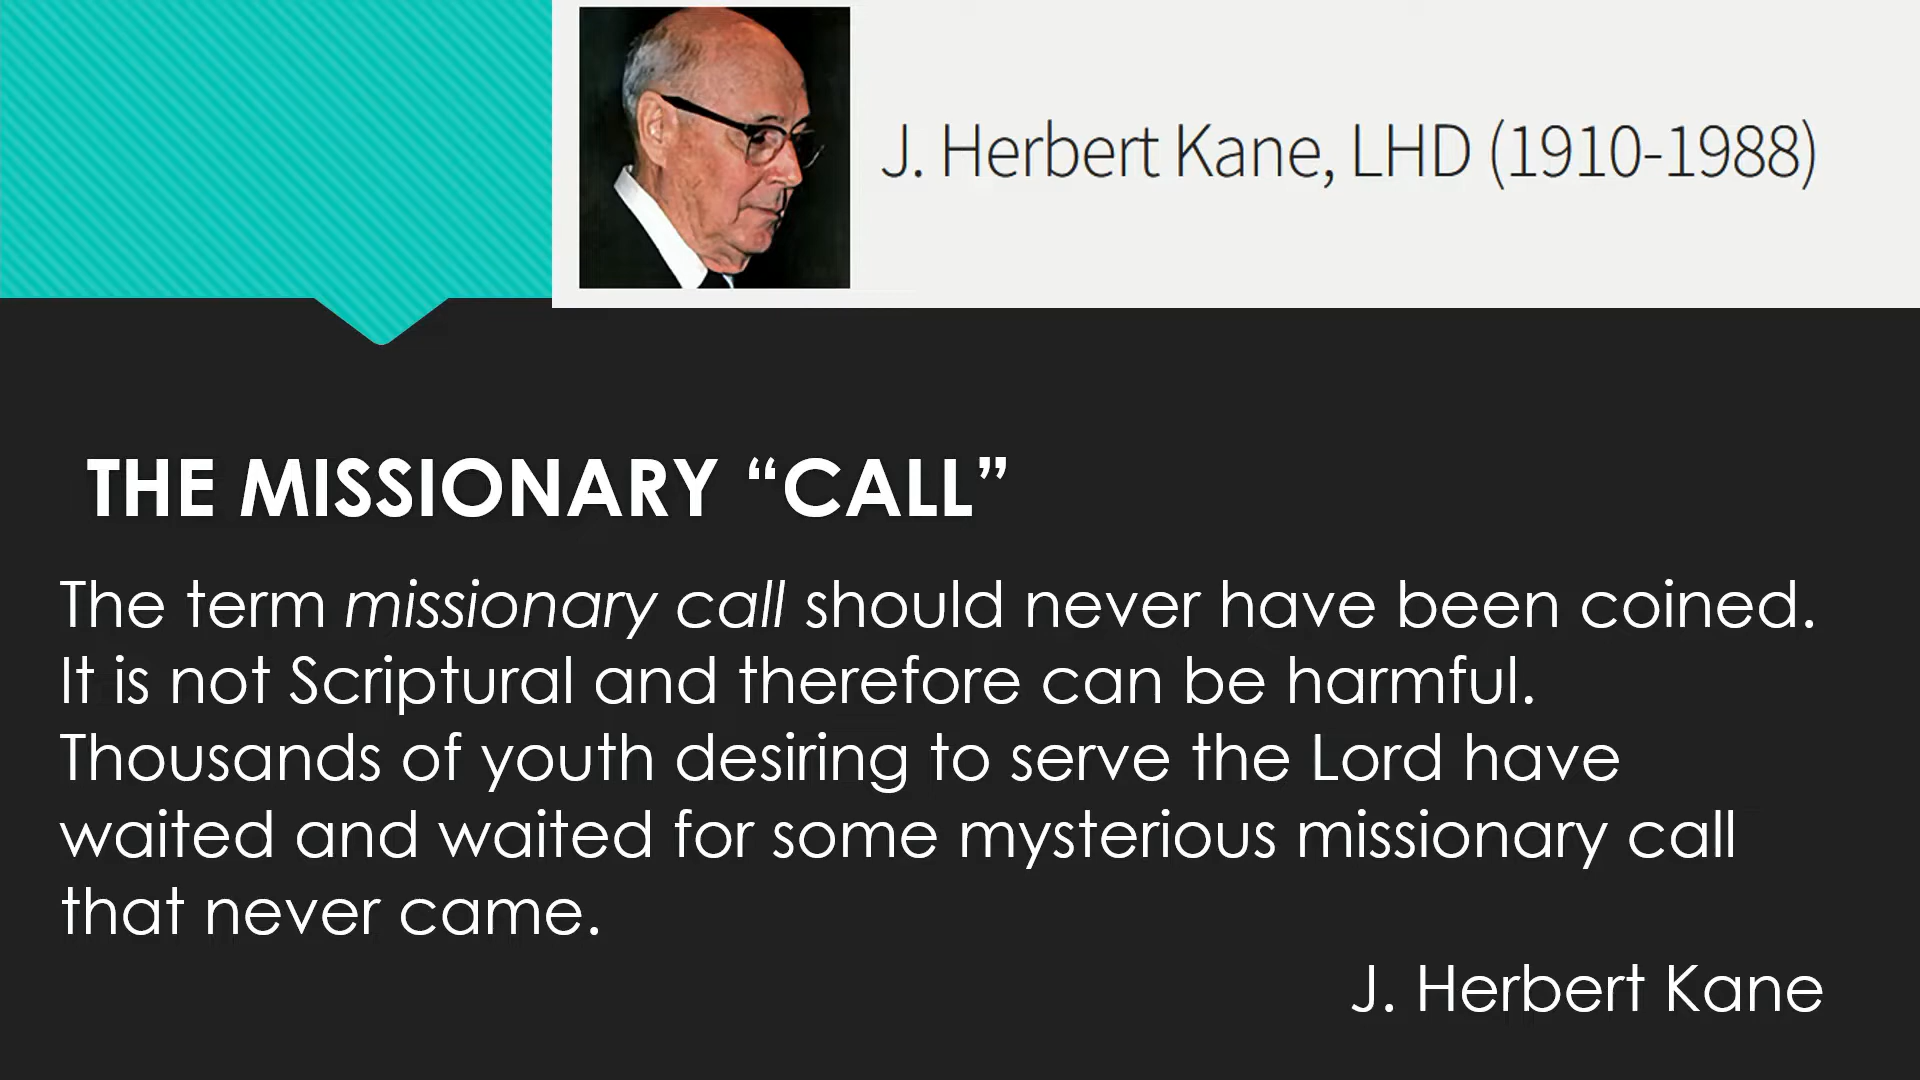 J. Herbert Kane, LHD (1910-1988)
THE MISSIONARY “CALL”
The term missionary call should never have been coined.
It is not Scriptural and therefore can be harmful.
Thousands of youth desiring to serve the Lord have
waited and waited for some mysterious missionary call
that never came.
J. Herbert Kane